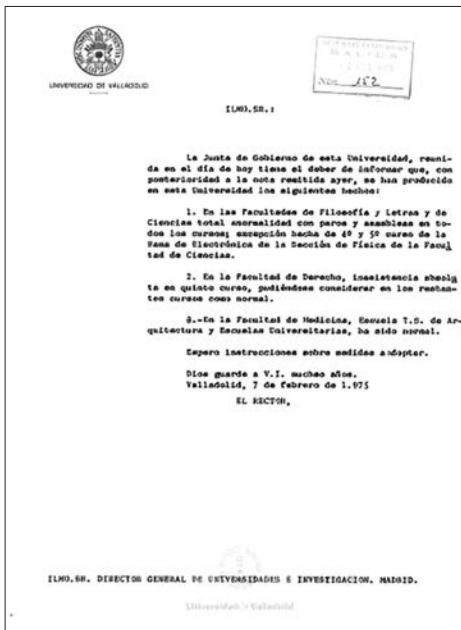 UNIVERSIDAD DE VALLADOLID
SALIDA
Núm. 152
ILMO.SR.:
La Junta de Gobierno de esta Universidad, reuni-
da en el día de hoy tiene el deber de informar que, con
posterioridad a la nota remitida ayer, se han producido
en esta Universidad los siguientes hechos:
1. En las Facultades de Filosofía y Letras y de
Ciencias total anormalidad con paros y asambleas en to-
dos los cursos; excepción hecha de 4º y 5º curso de la
Rama de Electrónica de la Sección de Física de la Facul
tad de Ciencias.
2. En la Facultad de Derecho, inasistencia absolu
ta en quinto curso, pudiéndose considerar en los restan-
tes cursos como normal.
3.-En la Facultad de Medicina, Escuela T.S. de Ar-
quitectura y Escuelas Universitarias, ha sido normal.
Espero instrucciones sobre medidas a adoptar.
Dios guarde a V.I. muchos años.
Valladolid, 7 de febrero de 1.975
EL RECTOR,
ILMO.SR. DIRECTOR GENERAL DE UNIVERSIDADES E INVESTIGACION. MADRID.
Universidad de Valladolid